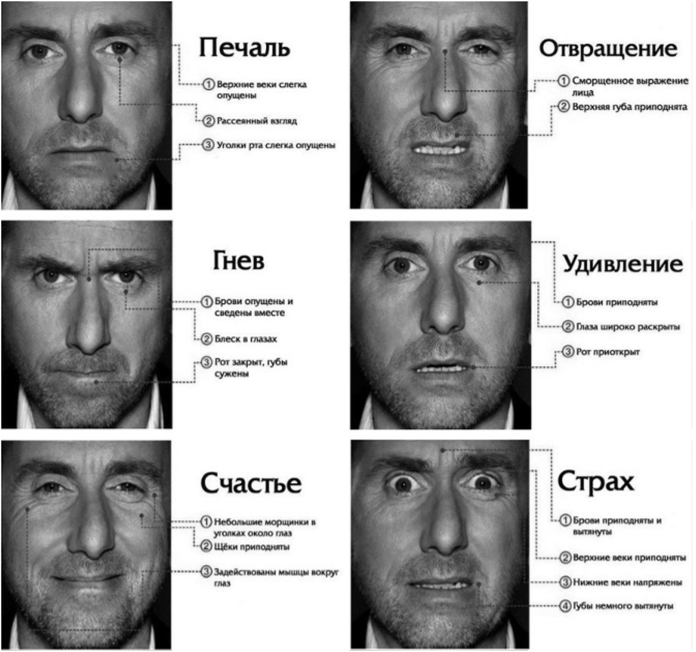 Печаль
1 Верхние веки слегка
опущены
2 Рассеянный взгляд
3 Уголки рта слегка опущены
Отвращение
1 Сморщенное выражение
лица
2 Верхняя губа приподнята
Гнев
1 Брови опущены и
сведены вместе
2 Блеск в глазах
3 Рот закрыт, губы
сужены
Удивление
1 Брови приподняты
2 Глаза широко раскрыты
3 Рот приоткрыт
Счастье
1 Небольшие морщинки в
уголках около глаз
2 Щёки приподняты
3 Задействованы мышцы вокруг
глаз
Страх
1 Брови приподняты и
вытянуты
2 Верхние веки приподняты
3 Нижние веки напряжены
4 Губы немного вытянуты